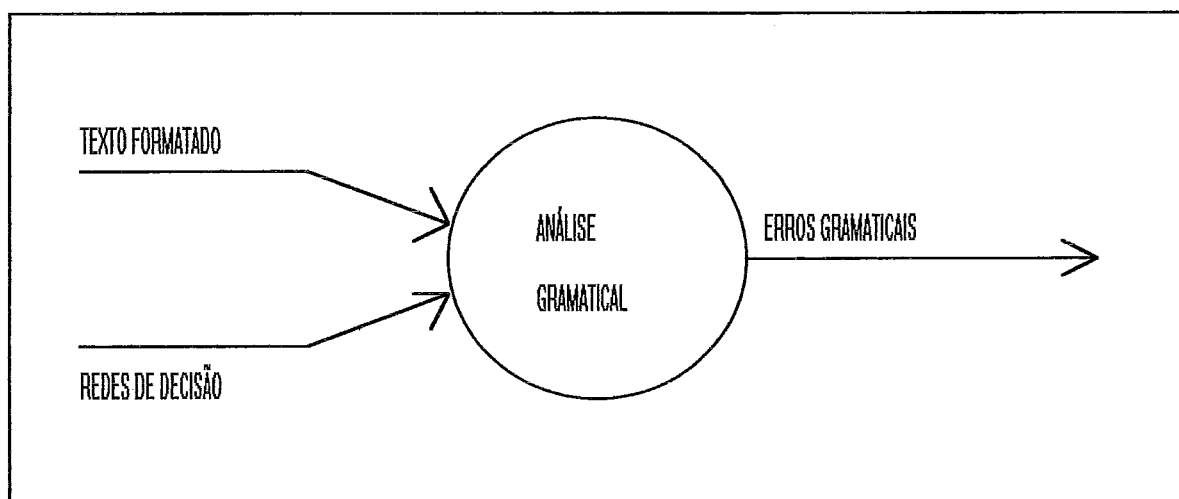 TEXTO FORMATADO
ANÁLISE
GRAMATICAL
ERROS GRAMATICAIS
REDES DE DECISÃO